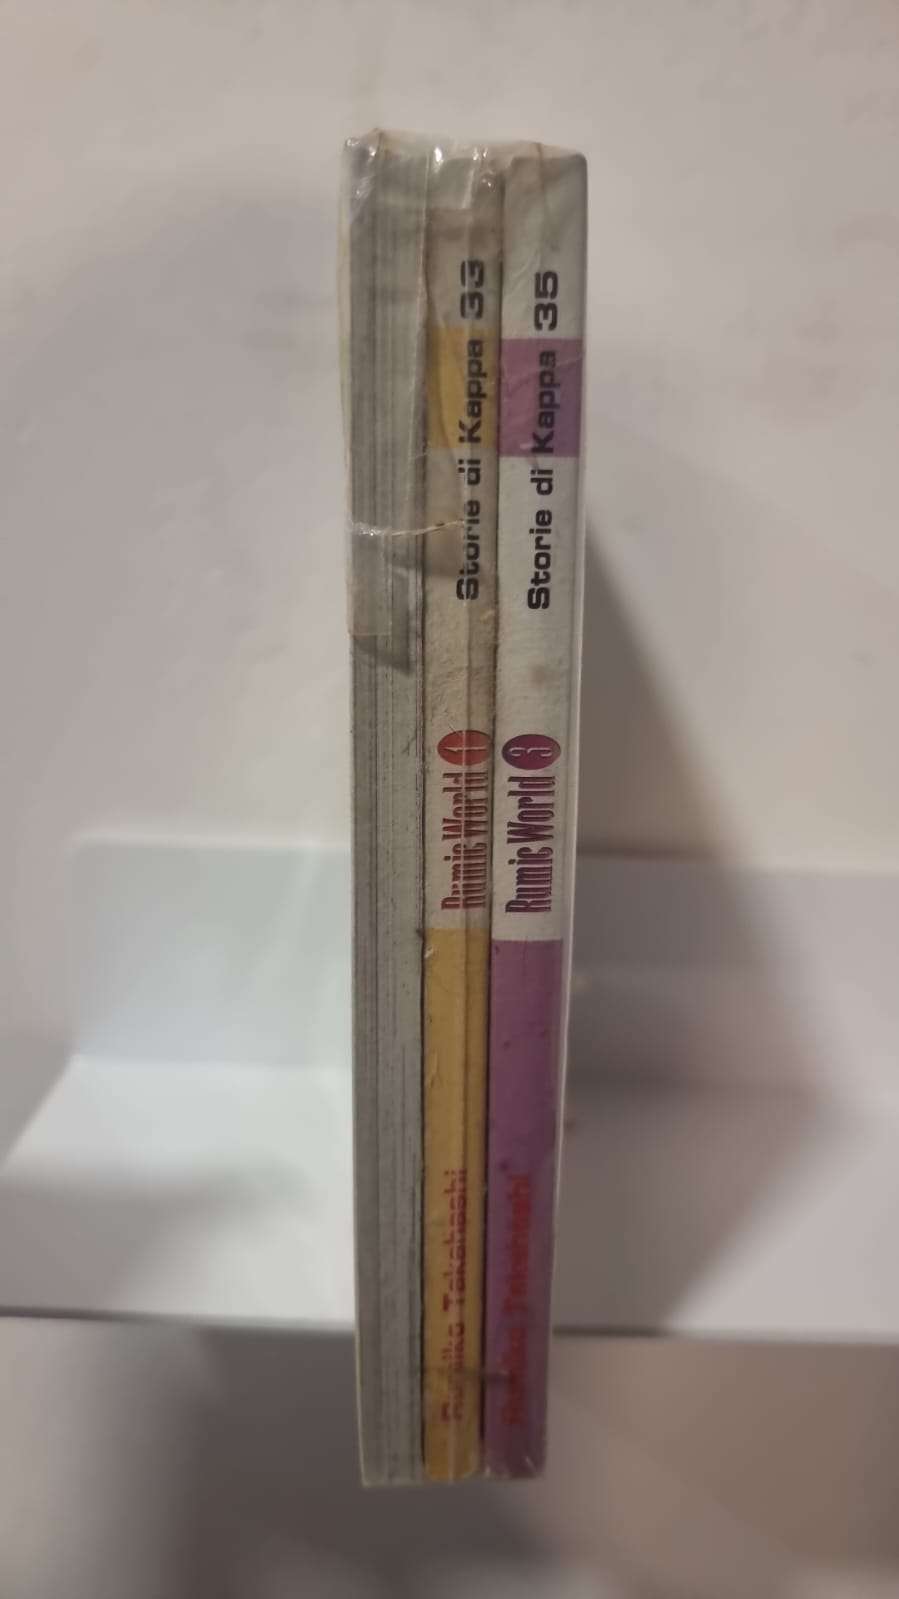 Storie di Kappa 33
Rumic World 1
Rumiko Takahashi
Storie di Kappa 35
Rumic World 3
Rumiko Takahashi